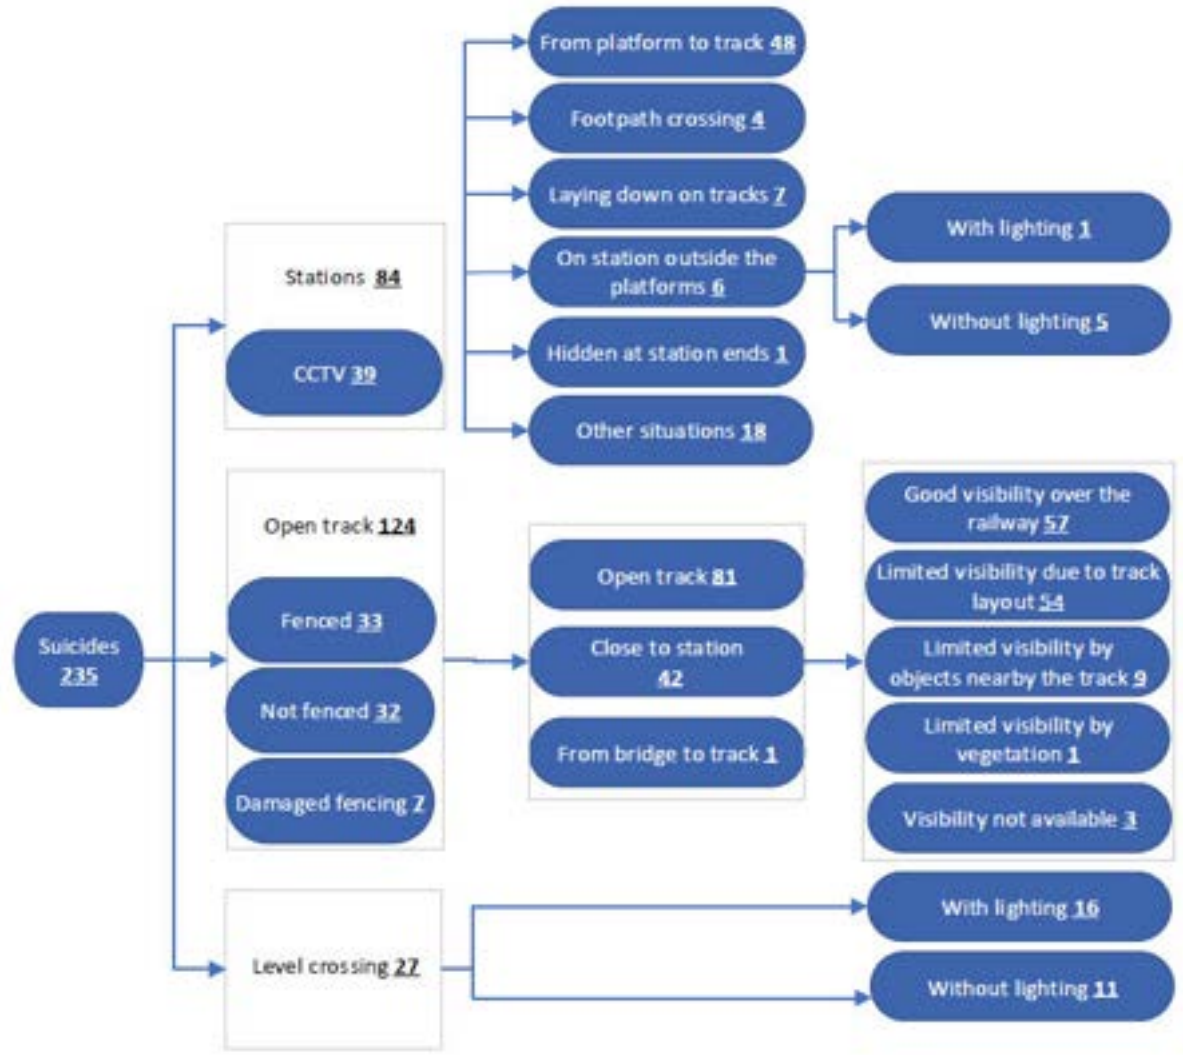 Suicides
235
Stations 84
CCTV 39
From platform to track 48
Footpath crossing 4
Laying down on tracks 7
On station outside the
platforms 6
Hidden at station ends 1
Other situations 18
With lighting 1
Without lighting 5
Open track 124
Fenced 33
Not fenced 32
Damaged fencing 7
Open track 81
Close to station
42
From bridge to track 1
Good visibility over the
railway 57
Limited visibility due to track
layout 54
Limited visibility by
objects nearby the track 9
Limited visibility by
vegetation 1
Visibility not available 3
Level crossing 27
With lighting 16
Without lighting 11